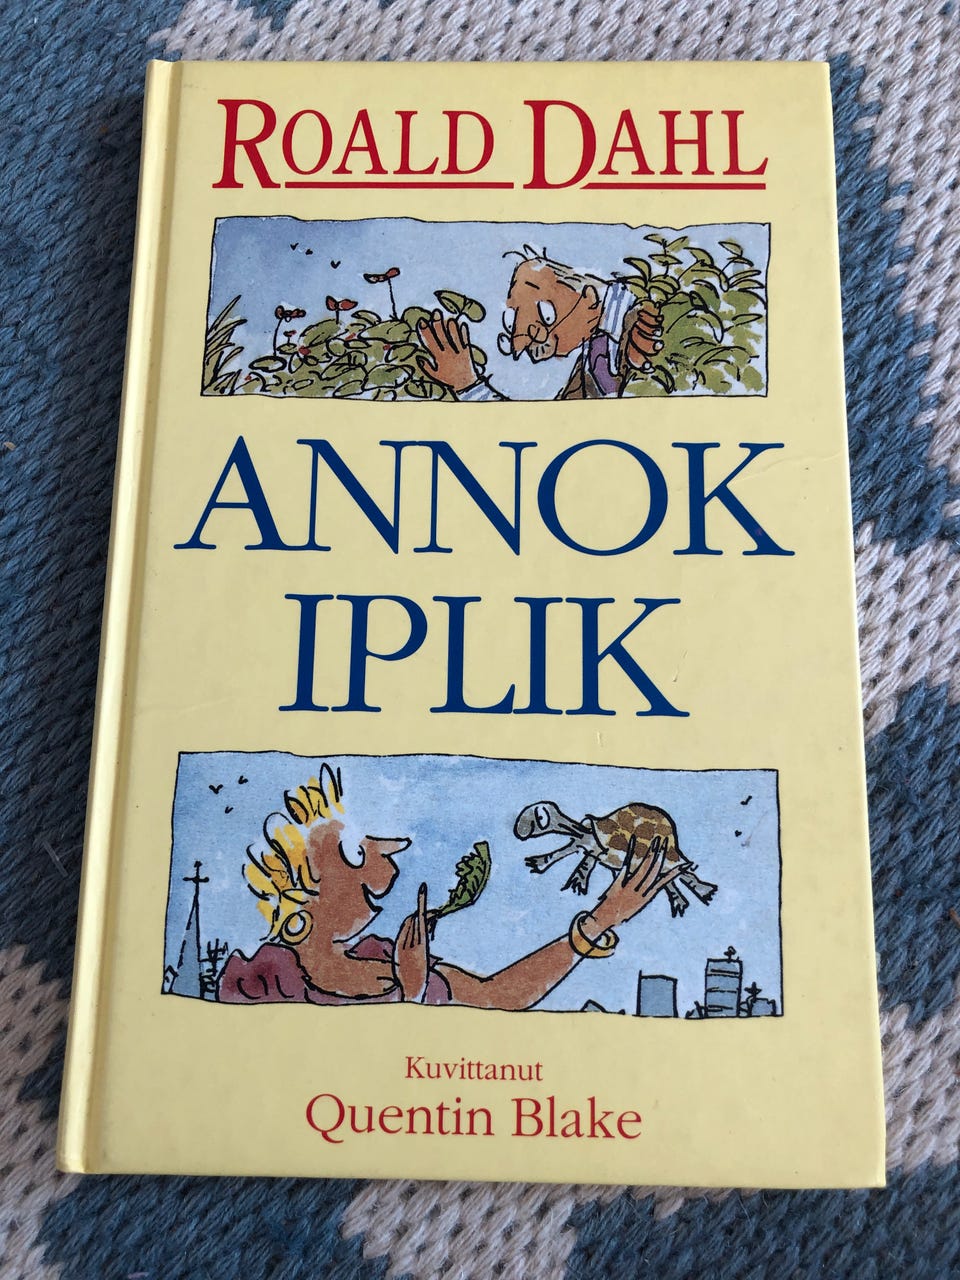 ROALD DAHL
ANNOK
IPLIK
Kuvittanut
Quentin Blake